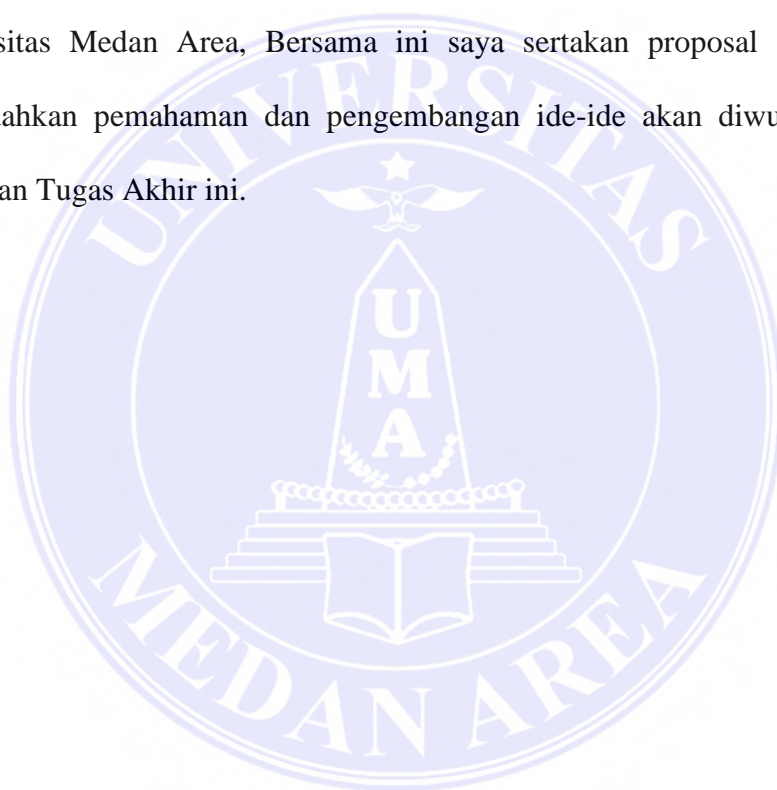 sitas Medan Area, Bersama ini saya sertakan proposal
ahkan pemahaman dan pengembangan ide-ide akan diwu
an Tugas Akhir ini.
UNIVERSITAS
U
M
A
MEDAN AREA